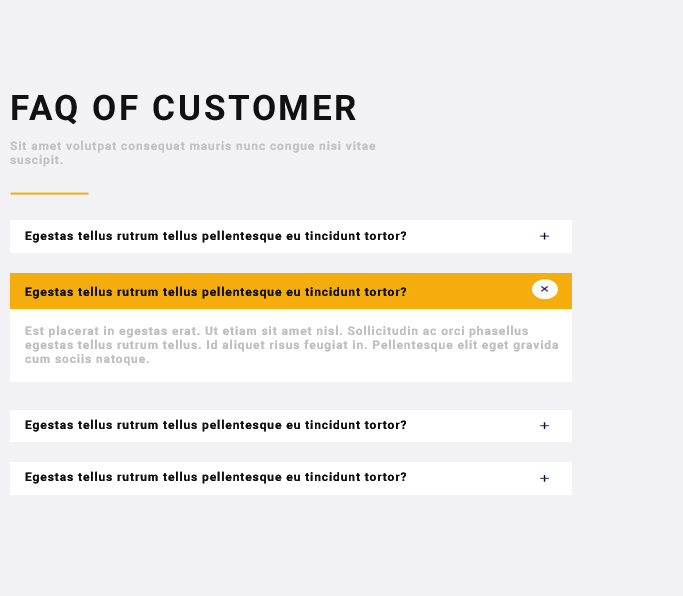 FAQ OF CUSTOMER
Sit amet volutpat consequat mauris nunc congue nisi vitae
suscipit.
Egestas tellus rutrum tellus pellentesque eu tincidunt tortor?
Egestas tellus rutrum tellus pellentesque eu tincidunt tortor?
Est placerat in egestas erat. Ut etiam sit amet nisl. Sollicitudin ac orci phasellus
egestas tellus rutrum tellus. Id aliquet risus feugiat in. Pellentesque elit eget gravida
cum sociis natoque.
Egestas tellus rutrum tellus pellentesque eu tincidunt tortor?
Egestas tellus rutrum tellus pellentesque eu tincidunt tortor?